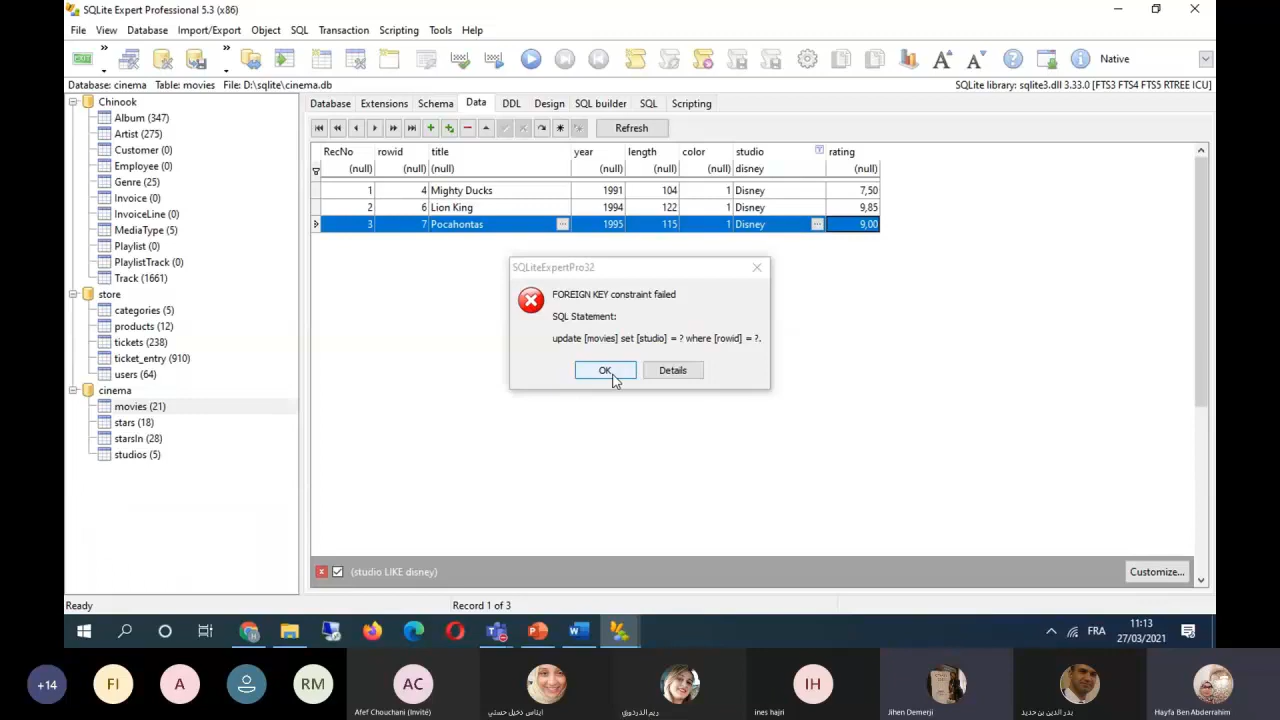 SQLite Expert Professional 5.3 (x86)
File View Database Import/Export Object SQL Transaction Scripting Tools Help
Native
Database: cinema Table: movies File: D:\sqlite\cinema.db
SQLite library: sqlite3.dll 3.33.0 [FTS3 FTS4 FTS5 RTREE ICU]
Chinook
Album (347)
Artist (275)
Customer (0)
Employee (0)
Genre (25)
Invoice (0)
InvoiceLine (0)
MediaType (5)
Playlist (0)
PlaylistTrack (0)
Track (1661)
store
categories (5)
products (12)
tickets (238)
ticket_entry (910)
users (64)
cinema
movies (21)
stars (18)
starsIn (28)
studios (5)
Database Extensions Schema Data DDL Design SQL builder SQL Scripting
Refresh
RecNo rowid title year length color studio rating
(null) (null) (null) (null) (null) (null) disney (null)
1 4 Mighty Ducks 1991 104 1 Disney 7,50
2 6 Lion King 1994 122 1 Disney 9,85
3 7 Pocahontas 1995 115 1 Disney 9,00
SQLiteExpertPro32
FOREIGN KEY constraint failed
SQL Statement:
update [movies] set [studio] = ? where [rowid] = ?.
OK Details
(studio LIKE disney)
Customize...
Ready Record 1 of 3
FRA
11:13
27/03/2021
+14 FI A RM AC IH
Afef Chouchani (Invité)
ايناس دخيل حسني
ريم الدردوري
ines hajri
Jihen Demerji
بدر الدين بن حديد
Hayfa Ben Abderrahim